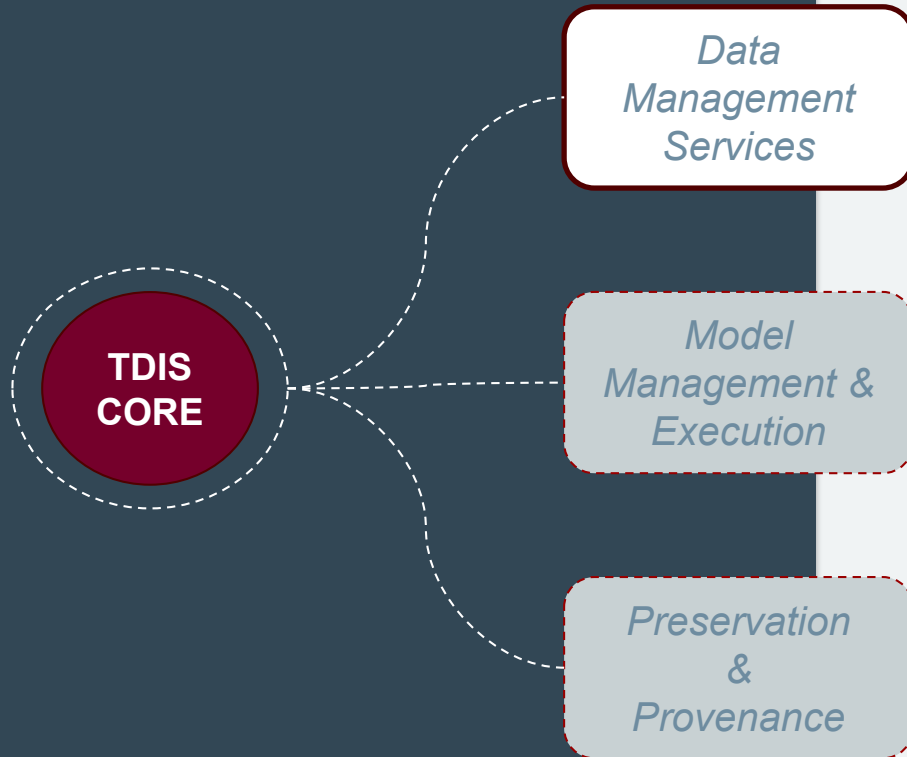 Data
Management
Services
TDIS
CORE
Model
Management &
Execution
Preservation
&
Provenance